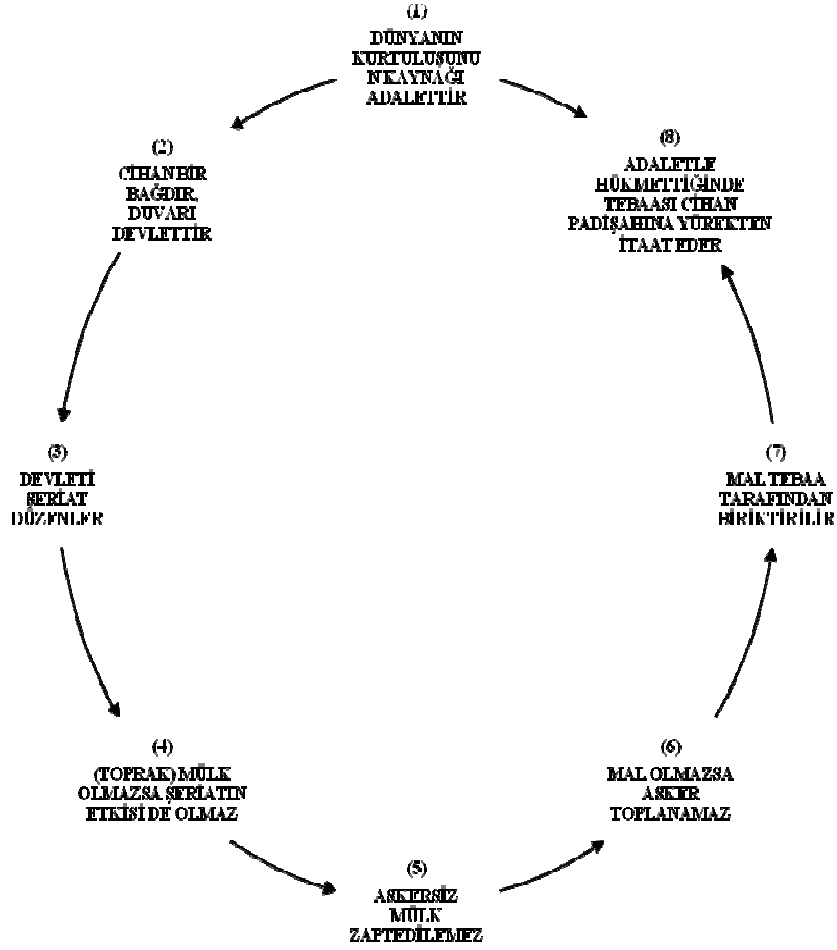 (1)
DÜNYANIN
KURTULUŞUNU
N KAYNAĞI
ADALETTİR
(2)
CİHAN BİR
BAĞDIR,
DUVARI
DEVLETTİR
(3)
DEVLETİ
ŞERİAT
DÜZENLER
(4)
(TOPRAK) MÜLK
OLMAZSA ŞERİATIN
ETKİSİ DE OLMAZ
(5)
ASKERSİZ
MÜLK
ZAPTEDİLEMEZ
(6)
MAL OLMAZSA
ASKER
TOPLANAMAZ
(7)
MAL TEBAA
TARAFINDAN
BİRİKTİRİLİR
(8)
ADALETLE
HÜKMETTİĞİNDE
TEBAASI CİHAN
PADİŞAHINA YÜREKTEN
İTAAT EDER